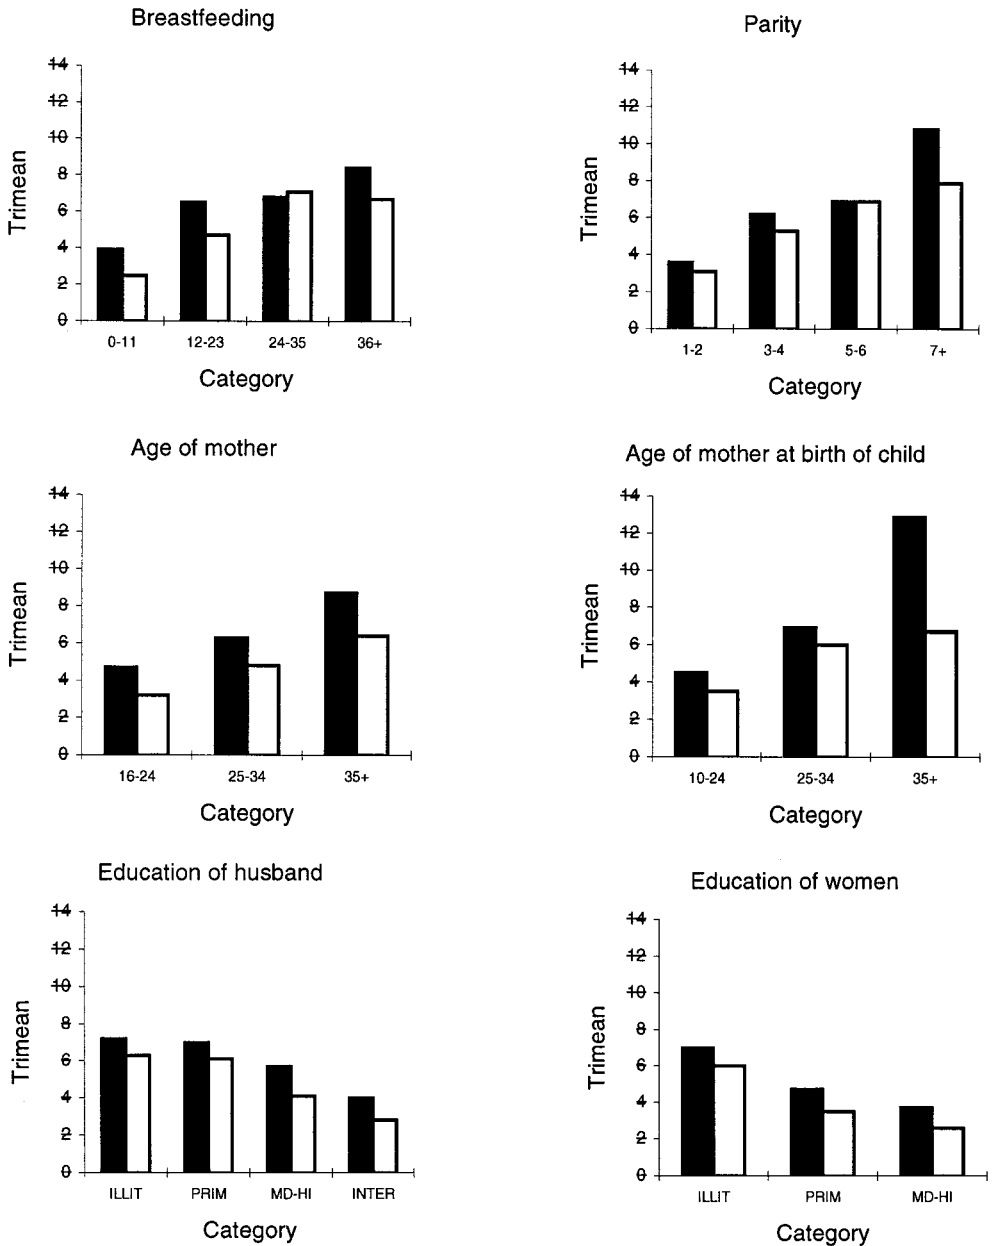 Breastfeeding
14
12
10
8
6
4
2
0
Trimean
0-11 12-23 24-35 36+
Category
Parity
14
12
10
8
6
4
2
0
Trimean
1-2 3-4 5-6 7+
Category
Age of mother
14
12
10
8
6
4
2
0
Trimean
16-24 25-34 35+
Category
Age of mother at birth of child
14
12
10
8
6
4
2
0
Trimean
10-24 25-34 35+
Category
Education of husband
14
12
10
8
6
4
2
0
Trimean
ILLIT PRIM MD-HI INTER
Category
Education of women
14
12
10
8
6
4
2
0
Trimean
ILLIT PRIM MD-HI
Category